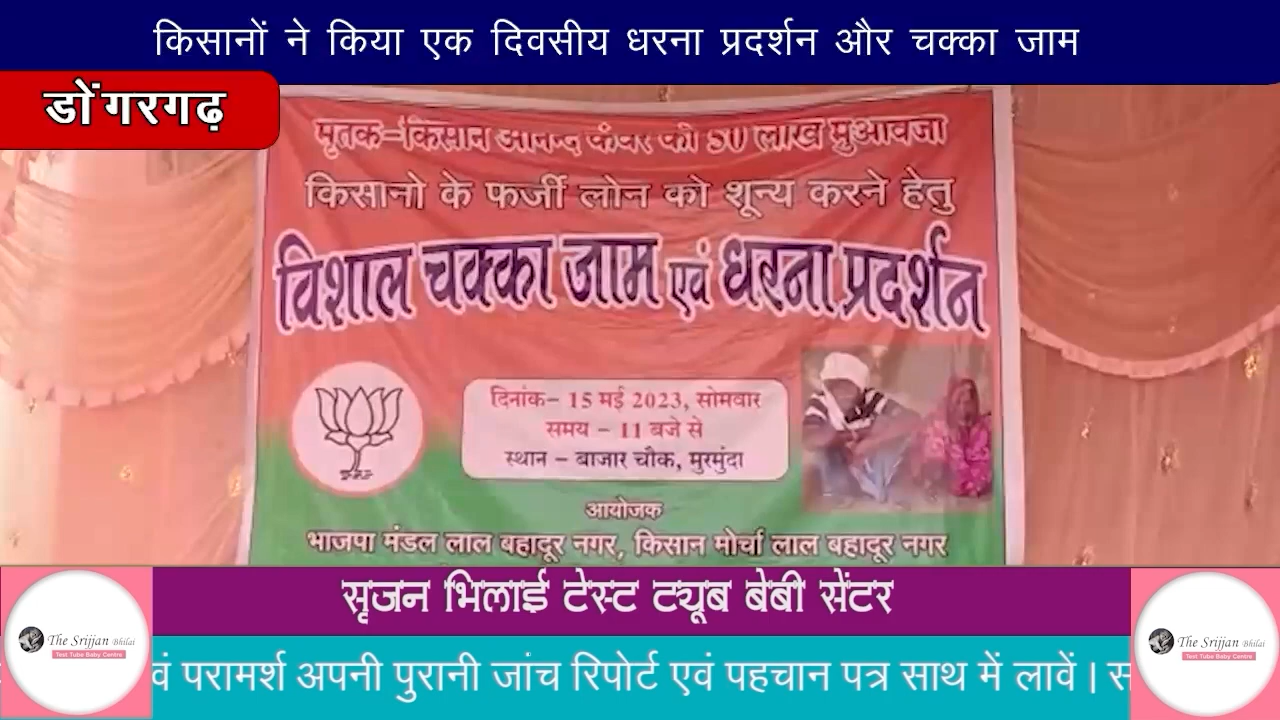 किसानों ने किया एक दिवसीय धरना प्रदर्शन और चक्का जाम
डोंगरगढ़
मृतक-किसान आनन्द कंवर को 50 लाख मुआवजा
किसानो के फर्जी लोन को शून्य करने हेतु
विशाल चक्का जाम एवं धरना प्रदर्शन
दिनांक- 15 मई 2023, सोमवार
समय - 11 बजे से
स्थान - बाजार चौक, मुरमुंदा
आयोजक
भाजपा मंडल लाल बहादूर नगर, किसान मोर्चा लाल बहादूर नगर
सृजन भिलाई टेस्ट ट्यूब बेबी सेंटर
The Srijjan Bhilai
Test Tube Baby Centre
वं परामर्श अपनी पुरानी जांच रिपोर्ट एवं पहचान पत्र साथ में लावें । स
The Srijjan Bhilai
Test Tube Baby Centre